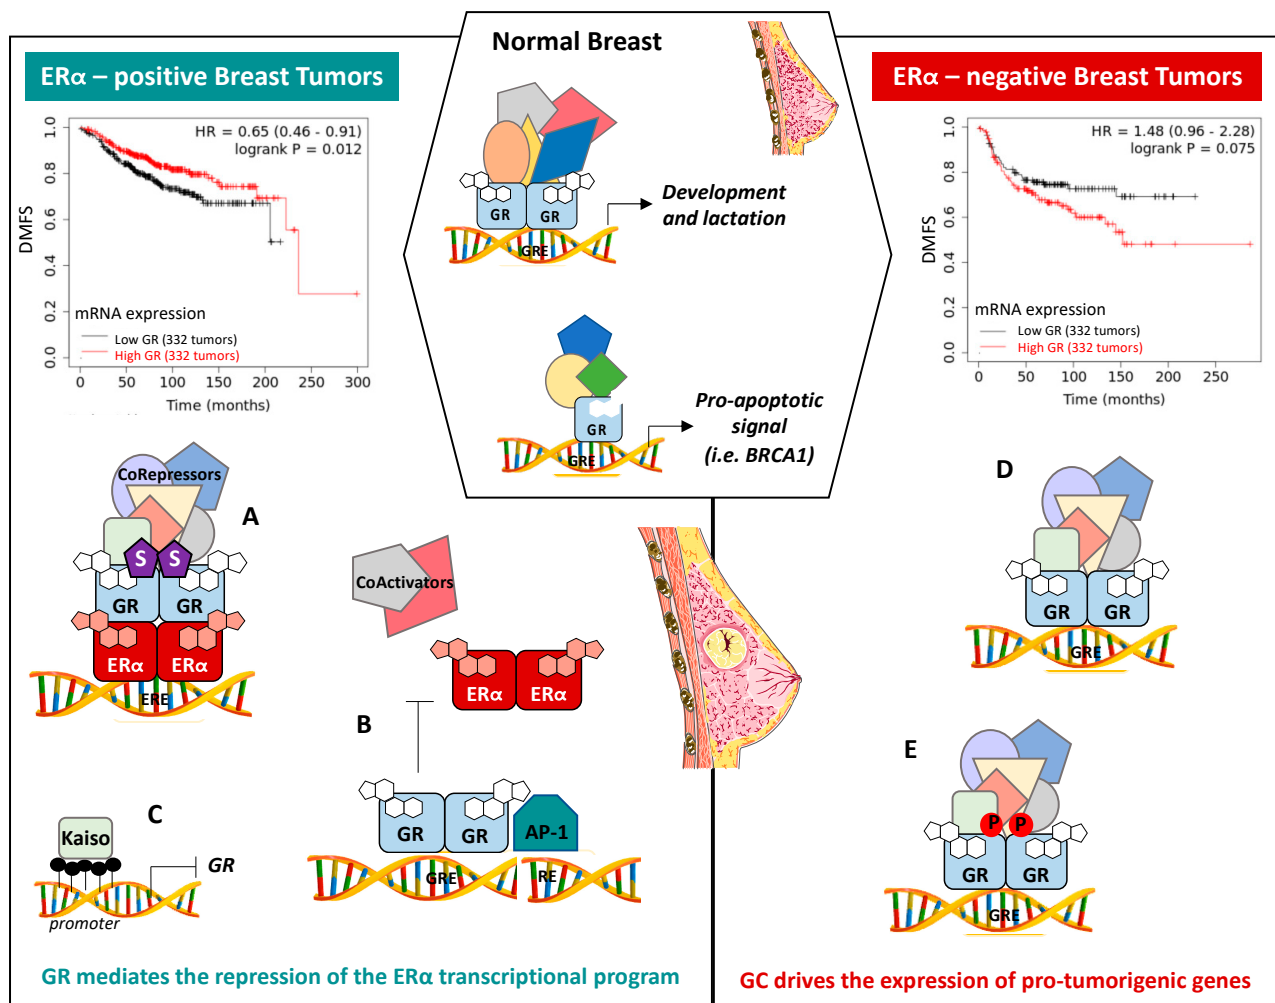 Normal Breast
ERα – positive Breast Tumors
ERα – negative Breast Tumors
HR = 0.65 (0.46 - 0.91)
logrank P = 0.012
DMFS
1.0
0.8
0.6
0.4
0.2
0.0
mRNA expression
Low GR (332 tumors)
High GR (332 tumors)
0 50 100 150 200 250 300
Time (months)
GR GR
GRE
Development
and lactation
GR
GRE
Pro-apoptotic
signal
(i.e. BRCA1)
HR = 1.48 (0.96 - 2.28)
logrank P = 0.075
DMFS
1.0
0.8
0.6
0.4
0.2
0.0
mRNA expression
Low GR (332 tumors)
High GR (332 tumors)
0 50 100 150 200 250
Time (months)
CoRepressors
A
S S
GR GR
ERα ERα
ERE
CoActivators
ERα ERα
B
GR GR AP-1
GRE RE
C
Kaiso
GR
promoter
GR mediates the repression of the ERα transcriptional program
D
GR GR
GRE
E
P P
GR GR
GRE
GC drives the expression of pro-tumorigenic genes